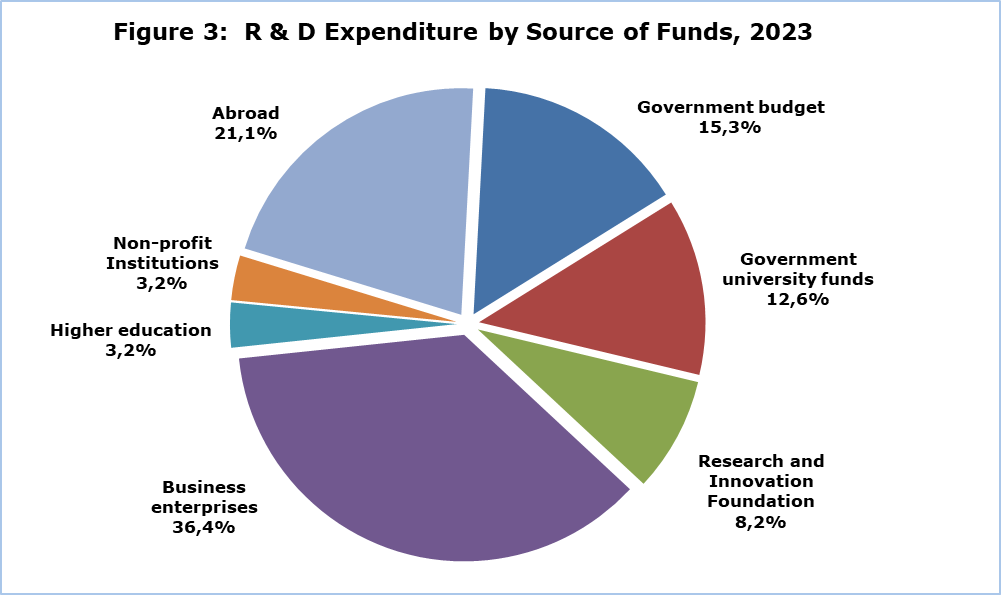 Figure 3:  R & D Expenditure by Source of Funds, 2023
Government budget
15,3%
Government
university funds
12,6%
Research and
Innovation
Foundation
8,2%
Business
enterprises
36,4%
Higher education
3,2%
Non-profit
Institutions
3,2%
Abroad
21,1%